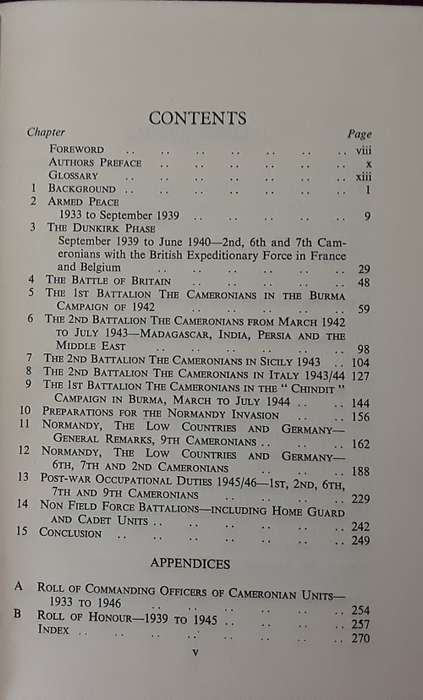 CONTENTS
Chapter Page
FOREWORD .. .. .. .. .. .. .. viii
AUTHORS PREFACE .. .. .. .. .. .. x
GLOSSARY .. .. .. .. .. .. .. xiii
1 BACKGROUND .. .. .. .. .. .. .. 1
2 ARMED PEACE
1933 to September 1939 .. .. .. .. .. 9
3 THE DUNKIRK PHASE
September 1939 to June 1940—2nd, 6th and 7th Cam-
eronians with the British Expeditionary Force in France
and Belgium .. .. .. .. .. .. 29
4 THE BATTLE OF BRITAIN .. .. .. .. .. 48
5 THE 1ST BATTALION THE CAMERONIANS IN THE BURMA
CAMPAIGN OF 1942 .. .. .. .. .. 59
6 THE 2ND BATTALION THE CAMERONIANS FROM MARCH 1942
TO JULY 1943—MADAGASCAR, INDIA, PERSIA AND THE
MIDDLE EAST .. .. .. .. .. .. 98
7 THE 2ND BATTALION THE CAMERONIANS IN SICILY 1943 .. 104
8 THE 2ND BATTALION THE CAMERONIANS IN ITALY 1943/44 127
9 THE 1ST BATTALION THE CAMERONIANS IN THE " CHINDIT "
CAMPAIGN IN BURMA, MARCH TO JULY 1944 .. .. 144
10 PREPARATIONS FOR THE NORMANDY INVASION .. .. 156
11 NORMANDY, THE LOW COUNTRIES AND GERMANY—
GENERAL REMARKS, 9TH CAMERONIANS .. .. .. 162
12 NORMANDY, THE LOW COUNTRIES AND GERMANY—
6TH, 7TH AND 2ND CAMERONIANS .. .. .. 188
13 POST-WAR OCCUPATIONAL DUTIES 1945/46—1ST, 2ND, 6TH,
7TH AND 9TH CAMERONIANS .. .. .. .. 229
14 NON FIELD FORCE BATTALIONS—INCLUDING HOME GUARD
AND CADET UNITS .. .. .. .. .. .. 242
15 CONCLUSION .. .. .. .. .. .. .. 249
APPENDICES
A ROLL OF COMMANDING OFFICERS OF CAMERONIAN UNITS—
1933 TO 1946 .. .. .. .. .. .. 254
B ROLL OF HONOUR—1939 TO 1945 .. .. .. .. 257
INDEX .. .. .. .. .. .. .. .. 270
v